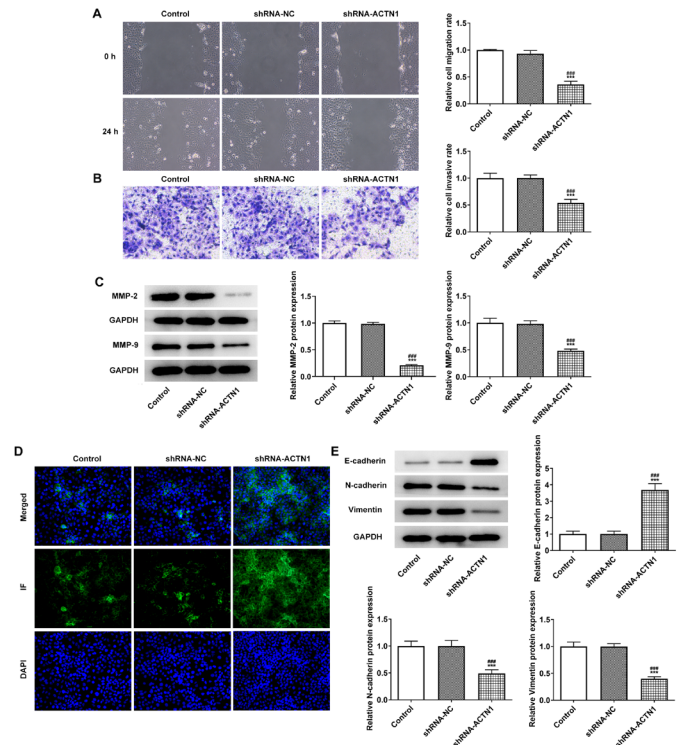 A
Control
shRNA-NC
shRNA-ACTN1
0 h
24 h
Relative cell migration rate
1.5
1.0
0.5
0.0
###
***
Control
shRNA-NC
shRNA-ACTN1
B
Control
shRNA-NC
shRNA-ACTN1
Relative cell invasive rate
1.5
1.0
0.5
0.0
###
***
Control
shRNA-NC
shRNA-ACTN1
C
MMP-2
GAPDH
MMP-9
GAPDH
Control
shRNA-NC
shRNA-ACTN1
Relative MMP-2 protein expression
1.5
1.0
0.5
0.0
###
***
Control
shRNA-NC
shRNA-ACTN1
Relative MMP-9 protein expression
1.5
1.0
0.5
0.0
###
***
Control
shRNA-NC
shRNA-ACTN1
D
Control
shRNA-NC
shRNA-ACTN1
Merged
IF
DAPI
E
E-cadherin
N-cadherin
Vimentin
GAPDH
Control
shRNA-NC
shRNA-ACTN1
Relative E-cadherin protein expression
5
4
3
2
1
0
###
***
Control
shRNA-NC
shRNA-ACTN1
Relative N-cadherin protein expression
1.5
1.0
0.5
0.0
###
***
Control
shRNA-NC
shRNA-ACTN1
Relative Vimentin protein expression
1.5
1.0
0.5
0.0
###
***
Control
shRNA-NC
shRNA-ACTN1